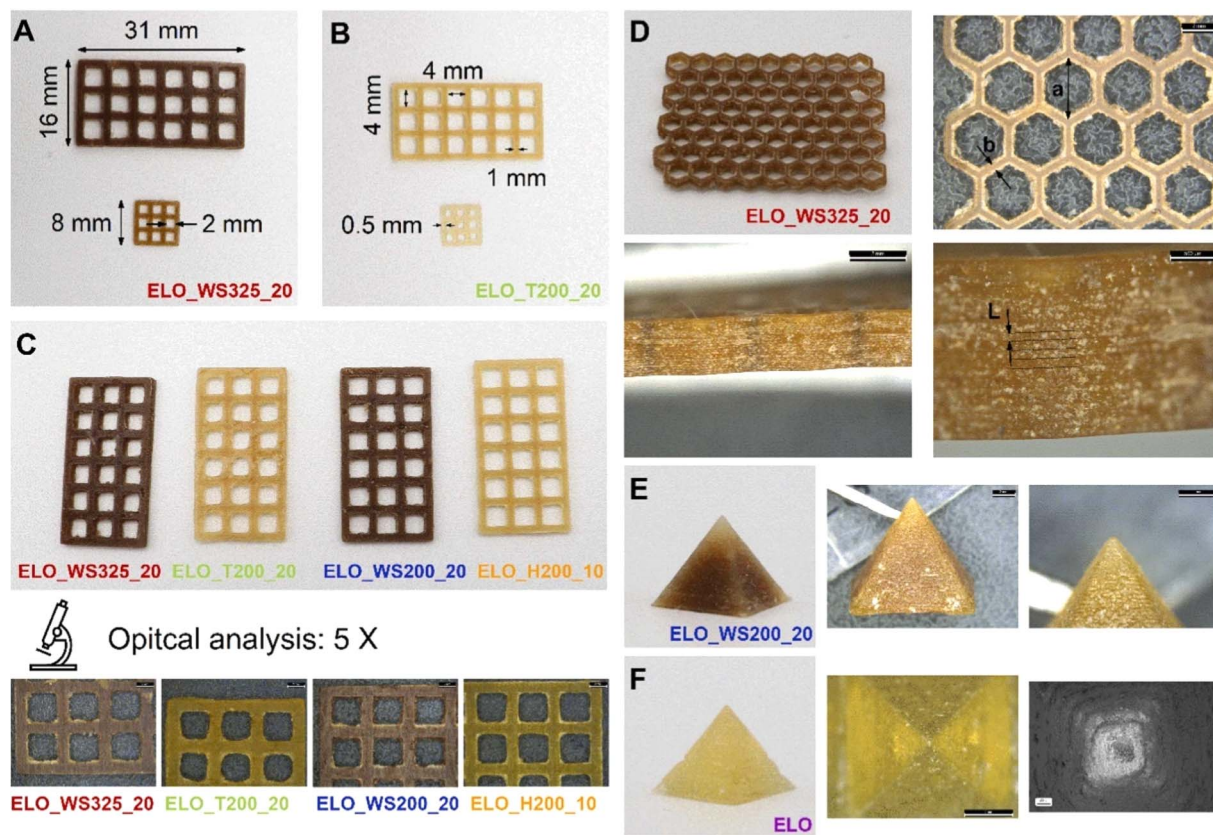 A
31 mm
16 mm
8 mm
2 mm
ELO_WS325_20
B
4 mm
4 mm
1 mm
0.5 mm
ELO_T200_20
C
ELO_WS325_20
ELO_T200_20
ELO_WS200_20
ELO_H200_10
Opitcal analysis: 5 X
ELO_WS325_20
ELO_T200_20
ELO_WS200_20
ELO_H200_10
D
ELO_WS325_20
a
b
L
E
ELO_WS200_20
F
ELO